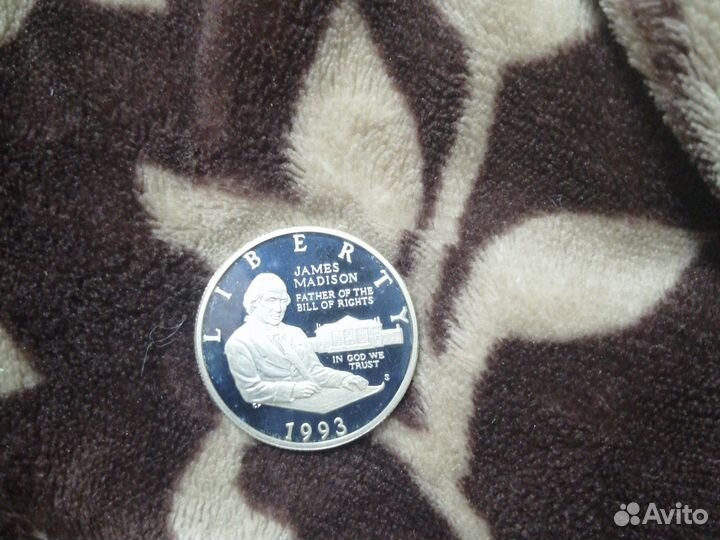 LIBERTY
JAMES
MADISON
FATHER OF THE
BILL OF RIGHTS
IN GOD WE
TRUST
S
1993
Avito